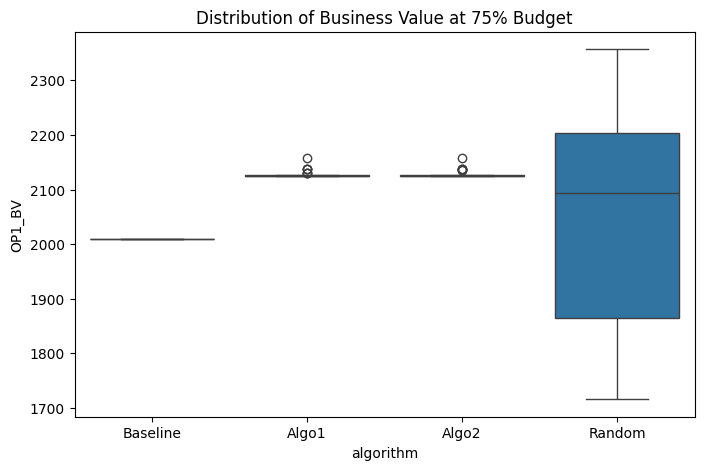 Distribution of Business Value at 75% Budget
OP1_BV
2300
2200
2100
2000
1900
1800
1700
Baseline Algo1 Algo2 Random
algorithm